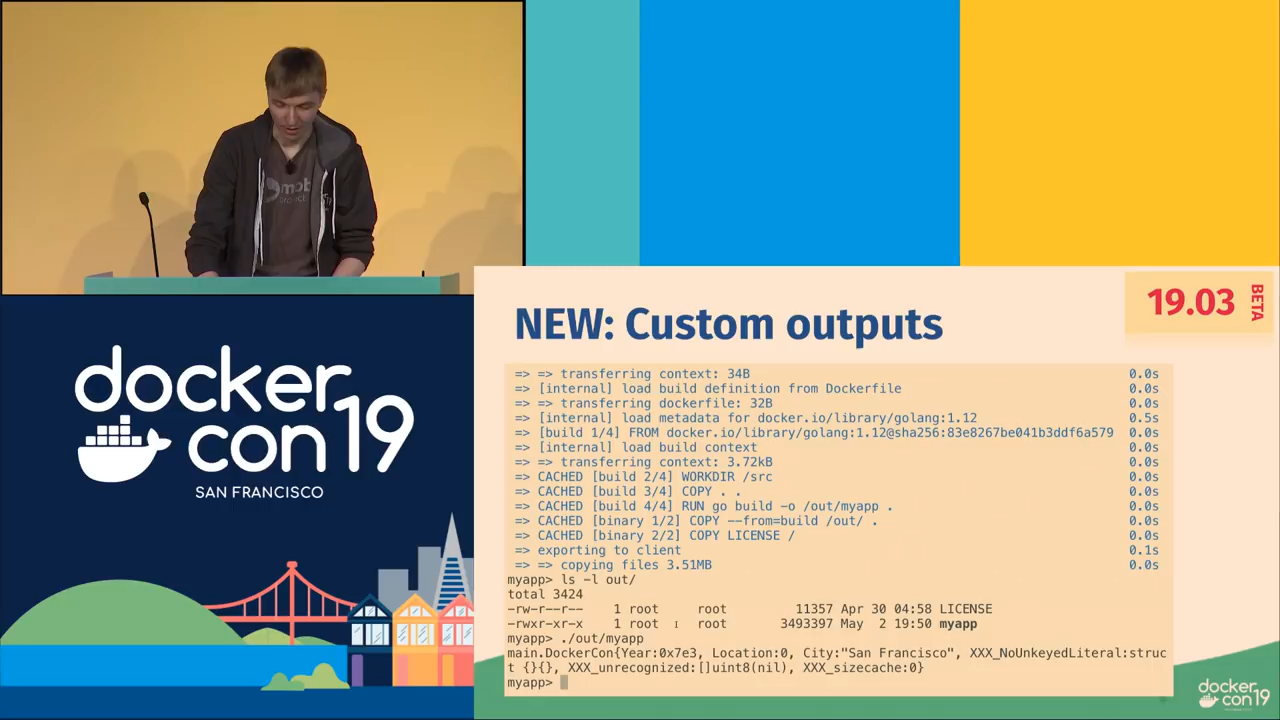 mob
docker
con 19
SAN FRANCISCO
NEW: Custom outputs
19.03
BETA
=> => transferring context: 34B 0.0s
=> [internal] load build definition from Dockerfile 0.0s
=> => transferring dockerfile: 32B 0.0s
=> [internal] load metadata for docker.io/library/golang:1.12 0.5s
=> [build 1/4] FROM docker.io/library/golang:1.12@sha256:83e8267be041b3ddf6a579 0.0s
=> [internal] load build context 0.0s
=> => transferring context: 3.72kB 0.0s
=> CACHED [build 2/4] WORKDIR /src 0.0s
=> CACHED [build 3/4] COPY . . 0.0s
=> CACHED [build 4/4] RUN go build -o /out/myapp . 0.0s
=> CACHED [binary 1/2] COPY --from=build /out/ . 0.0s
=> CACHED [binary 2/2] COPY LICENSE / 0.0s
=> exporting to client 0.1s
=> => copying files 3.51MB 0.0s
myapp> ls -l out/
total 3424
-rw-r--r-- 1 root root 11357 Apr 30 04:58 LICENSE
-rwxr-xr-x 1 root root 3493397 May 2 19:50 myapp
myapp> ./out/myapp
main.DockerCon{Year:0x7e3, Location:0, City:"San Francisco", XXX_NoUnkeyedLiteral:struc
t {}{}, XXX_unrecognized:[]uint8(nil), XXX_sizecache:0}
myapp>
docker
con 19